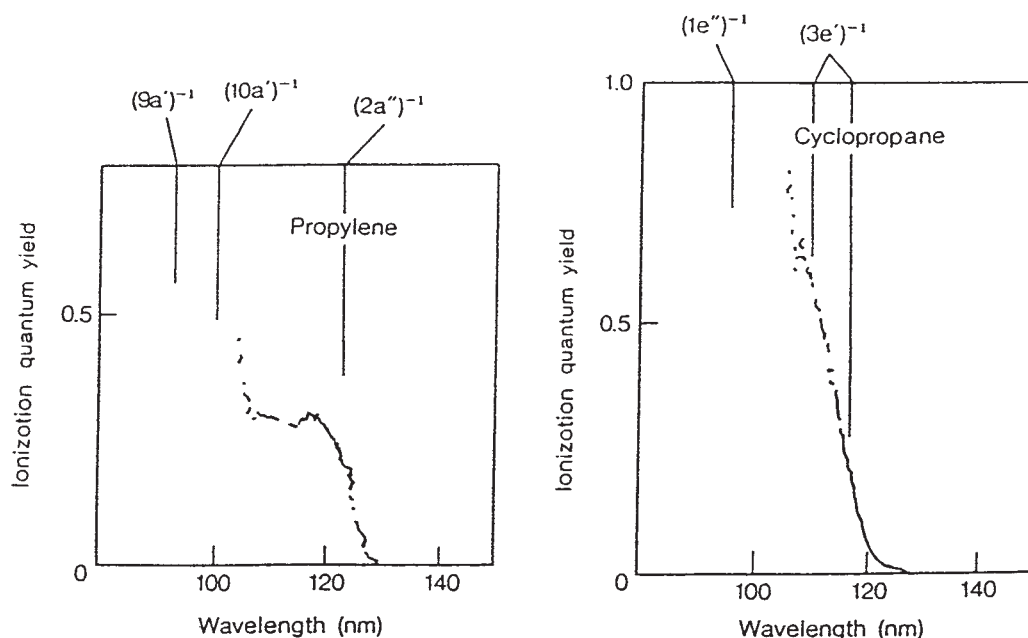 (9a')⁻¹
(10a')⁻¹
(2a'')⁻¹
Propylene
Ionizotion quantum yield
0.5
0
100
120
140
Wavelength (nm)
(1e'')⁻¹
(3e')⁻¹
1.0
Cyclopropane
Ionizotion quantum yield
0.5
0
100
120
140
Wavelength (nm)